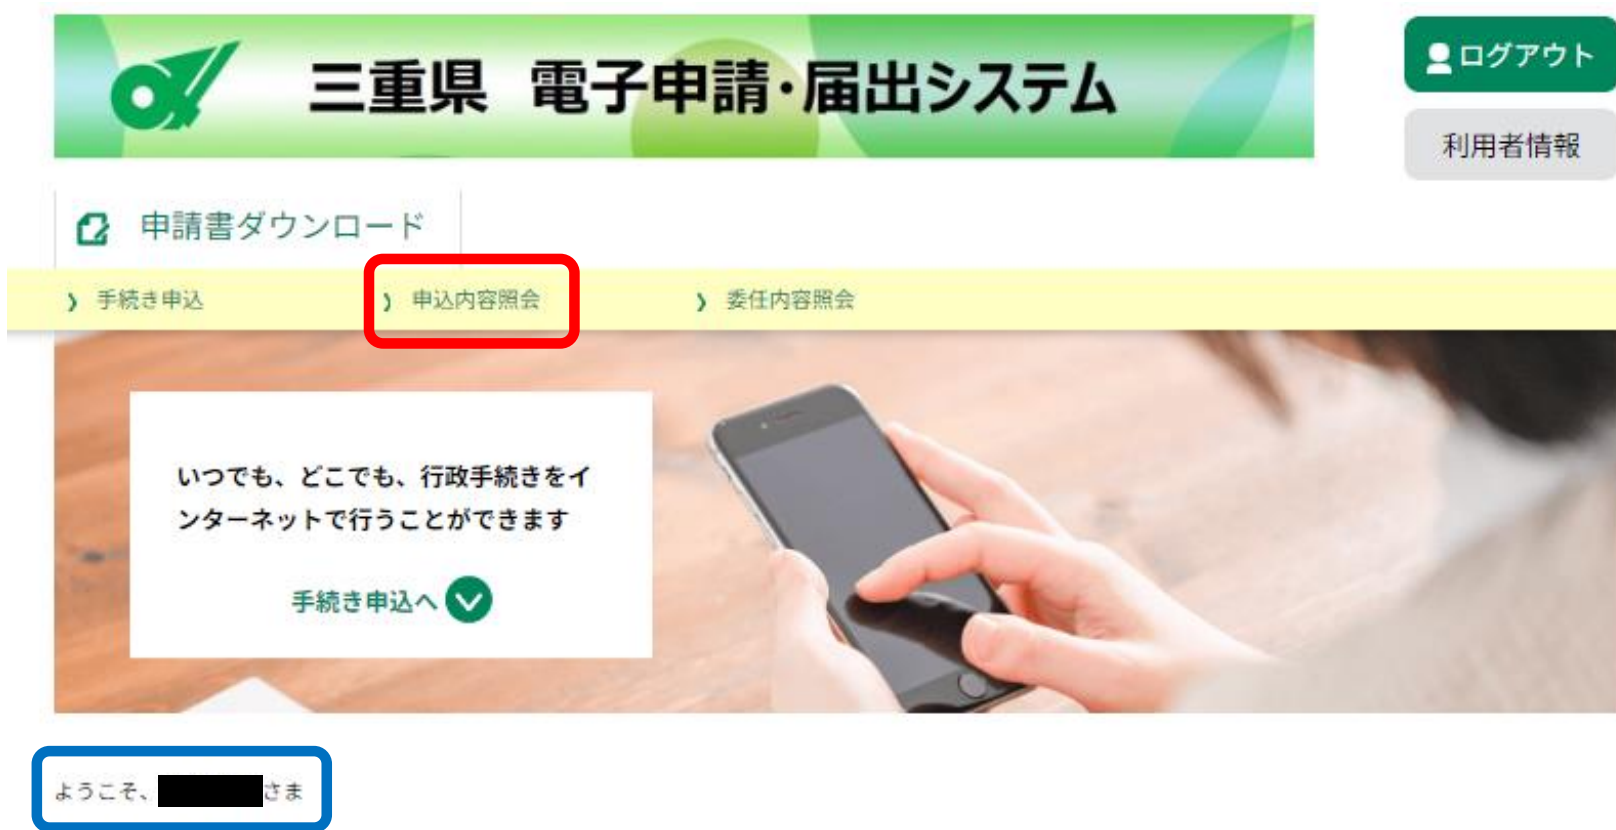 三重県 電子申請・届出システム
ログアウト
利用者情報
申請書ダウンロード
手続き申込
申込内容照会
委任内容照会
いつでも、どこでも、行政手続きをイ
ンターネットで行うことができます
手続き申込へ
ようこそ、 さま